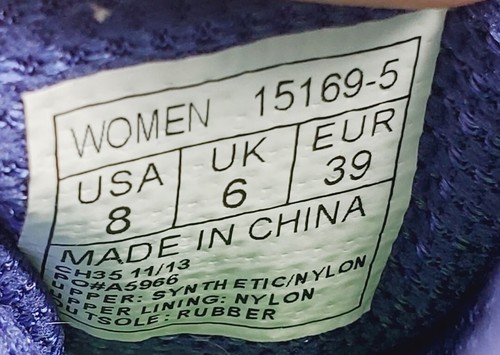 WOMEN 15169-5
USA UK EUR
8 6 39
MADE IN CHINA
CH35 11/13
PO#A5966
UPPER: SYNTHETIC/NYLON
UPPER LINING: NYLON
OUTSOLE: RUBBER